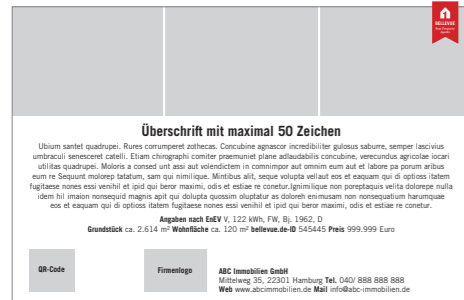 BELLEVUE
Best Property
Agents
Überschrift mit maximal 50 Zeichen
Ubium santet quadrupei. Rures corrumperet zothecas. Concubine agnascor incredibiliter gulosus saburre, semper lascivius
umbraculi senesceret catelli. Etiam chirographi comiter praemuniet plane adlaudabilis concubine, verecundus agricolae iocari
utilitas quadrupei. Moloris a consed unt assi aut volendictem in comnimpor aut omnim eum aut et labore pa porum aribus
eum re Sequunt molorep tatatum, sam qui nimilique. Mintibus alit, seque volupta vellaut eos et eaquam qui di optioss itatem
fugitaese nones essi venihil et ipid qui beror maximi, odis et estiae re conetur.Ignimilique non poreptaquis velita dolorepe nulla
idem hil imaion nonsequid magnis apit qui dolupta quossim oluptatur as doloreh enimusam non nonsequatium harumquae
eos et eaquam qui di optioss itatem fugitaese nones essi venihil et ipid qui beror maximi, odis et estiae re conetur.
Angaben nach EnEV V, 122 kWh, FW, Bj. 1962, D
Grundstück ca. 2.614 m² Wohnfläche ca. 120 m² bellevue.de-ID 545445 Preis 999.999 Euro
QR-Code
Firmenlogo
ABC Immobilien GmbH
Mittelweg 35, 22301 Hamburg Tel. 040/ 888 888 888
Web www.abcimmobilien.de Mail info@abc-immobilien.de